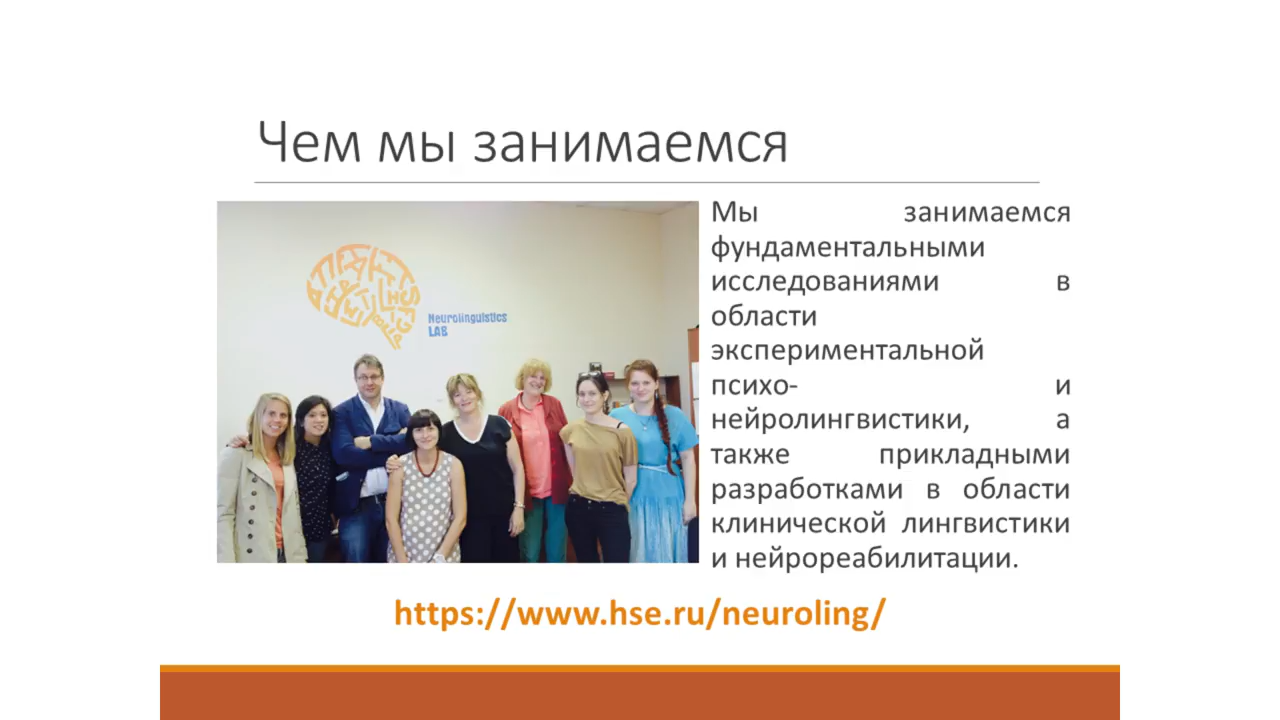 Чем мы занимаемся
Neurolinguistics
LAB
Мы занимаемся
фундаментальными
исследованиями в
области
экспериментальной
психо- и
нейролингвистики, а
также прикладными
разработками в области
клинической лингвистики
и нейрореабилитации.
https://www.hse.ru/neuroling/